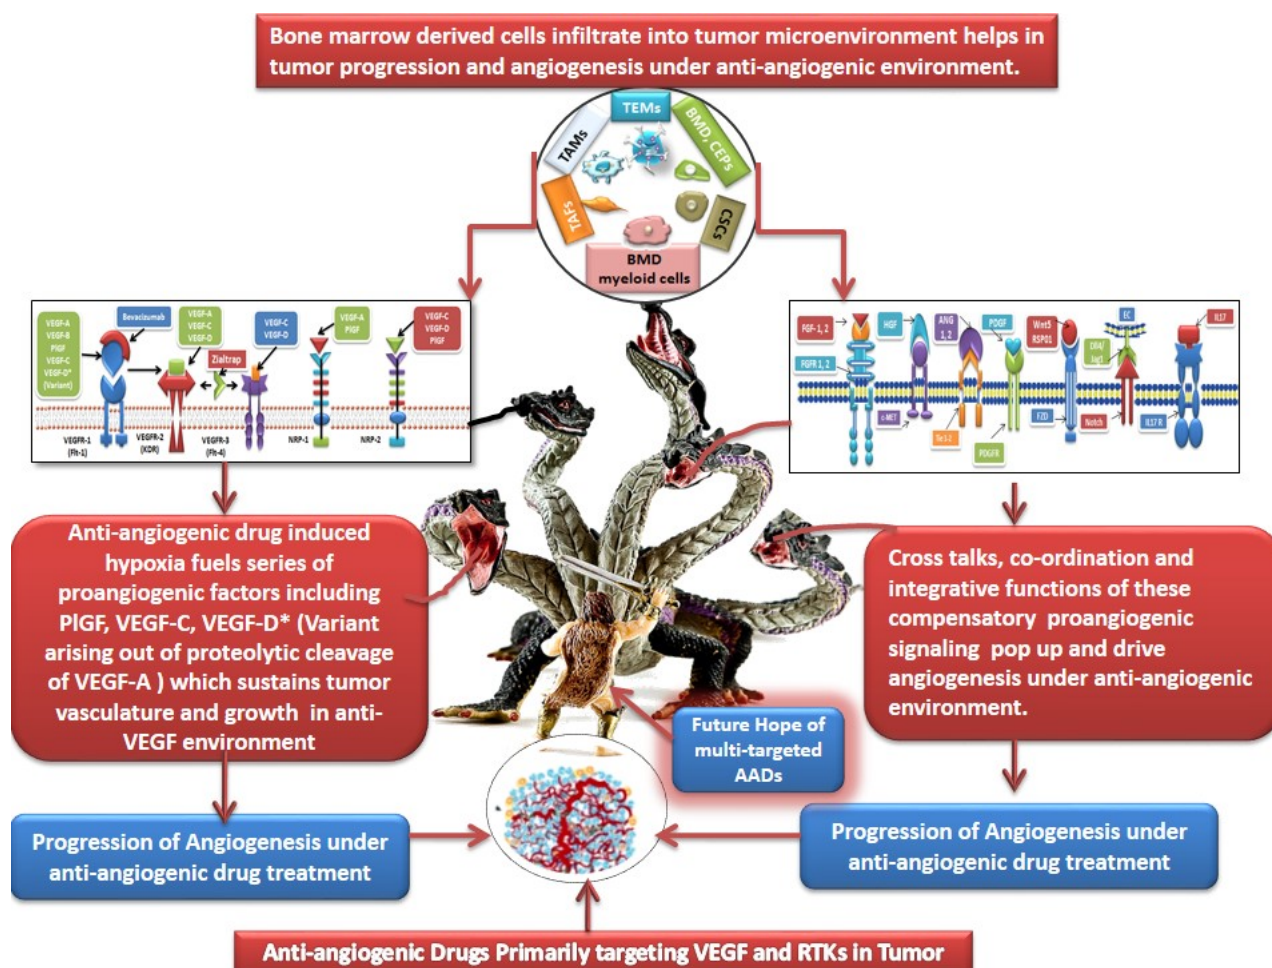 Bone marrow derived cells infiltrate into tumor microenvironment helps in
tumor progression and angiogenesis under anti-angiogenic environment.
TEMs
TAMs
BMD, CEPs
TAFs
CSCs
BMD
myeloid cells
VEGF-A
VEGF-B
PlGF
VEGF-C
VEGF-D*
(Variant)
Bevacizumab
VEGF-A
VEGF-C
VEGF-D
Zialtrap
VEGF-C
VEGF-D
VEGF-A
PlGF
VEGF-C
VEGF-D
PlGF
VEGFR-1
(Flt-1)
VEGFR-2
(KDR)
VEGFR-3
(Flt-4)
NRP-1
NRP-2
FGF- 1, 2
FGFR 1, 2
HGF
c-MET
ANG
1, 2
Tie 1-2
PDGF
PDGFR
Wnt5
RSPO1
FZD
EC
Dll4/
Jag1
Notch
IL17
IL17 R
Anti-angiogenic drug induced
hypoxia fuels series of
proangiogenic factors including
PlGF, VEGF-C, VEGF-D* (Variant
arising out of proteolytic cleavage
of VEGF-A ) which sustains tumor
vasculature and growth in anti-
VEGF environment
Cross talks, co-ordination and
integrative functions of these
compensatory proangiogenic
signaling pop up and drive
angiogenesis under anti-angiogenic
environment.
Future Hope of
multi-targeted
AADs
Progression of Angiogenesis under
anti-angiogenic drug treatment
Progression of Angiogenesis under
anti-angiogenic drug treatment
Anti-angiogenic Drugs Primarily targeting VEGF and RTKs in Tumor